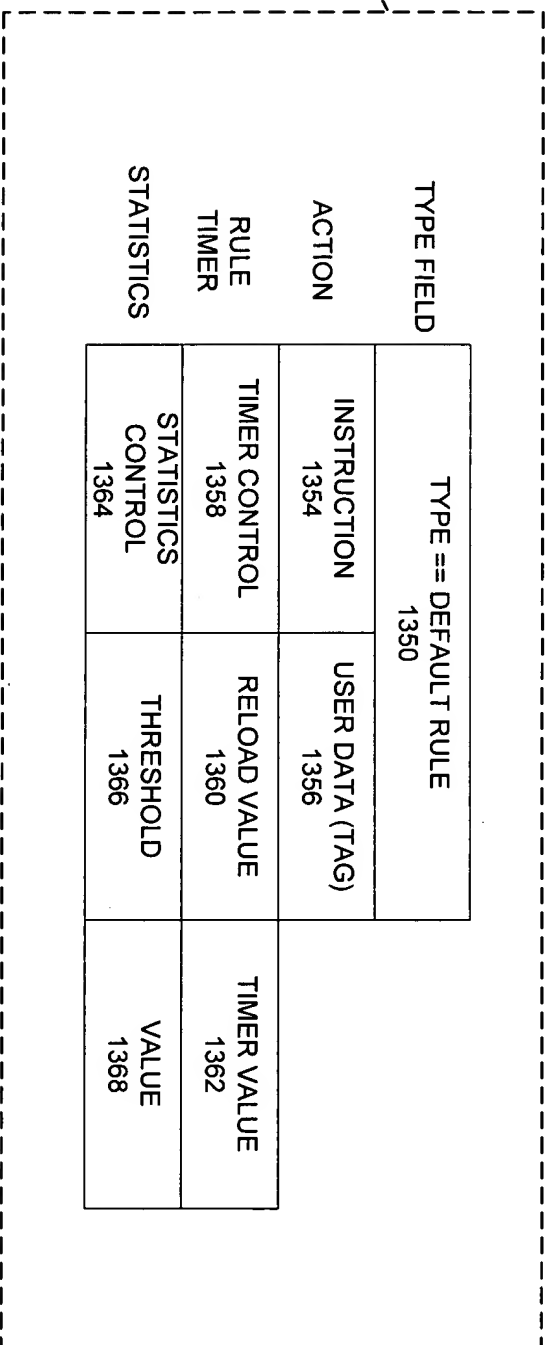 TYPE FIELD
TYPE == DEFAULT RULE
1350
ACTION
INSTRUCTION
1354
USER DATA (TAG)
1356
RULE
TIMER
TIMER CONTROL
1358
RELOAD VALUE
1360
TIMER VALUE
1362
STATISTICS
STATISTICS
CONTROL
1364
THRESHOLD
1366
VALUE
1368